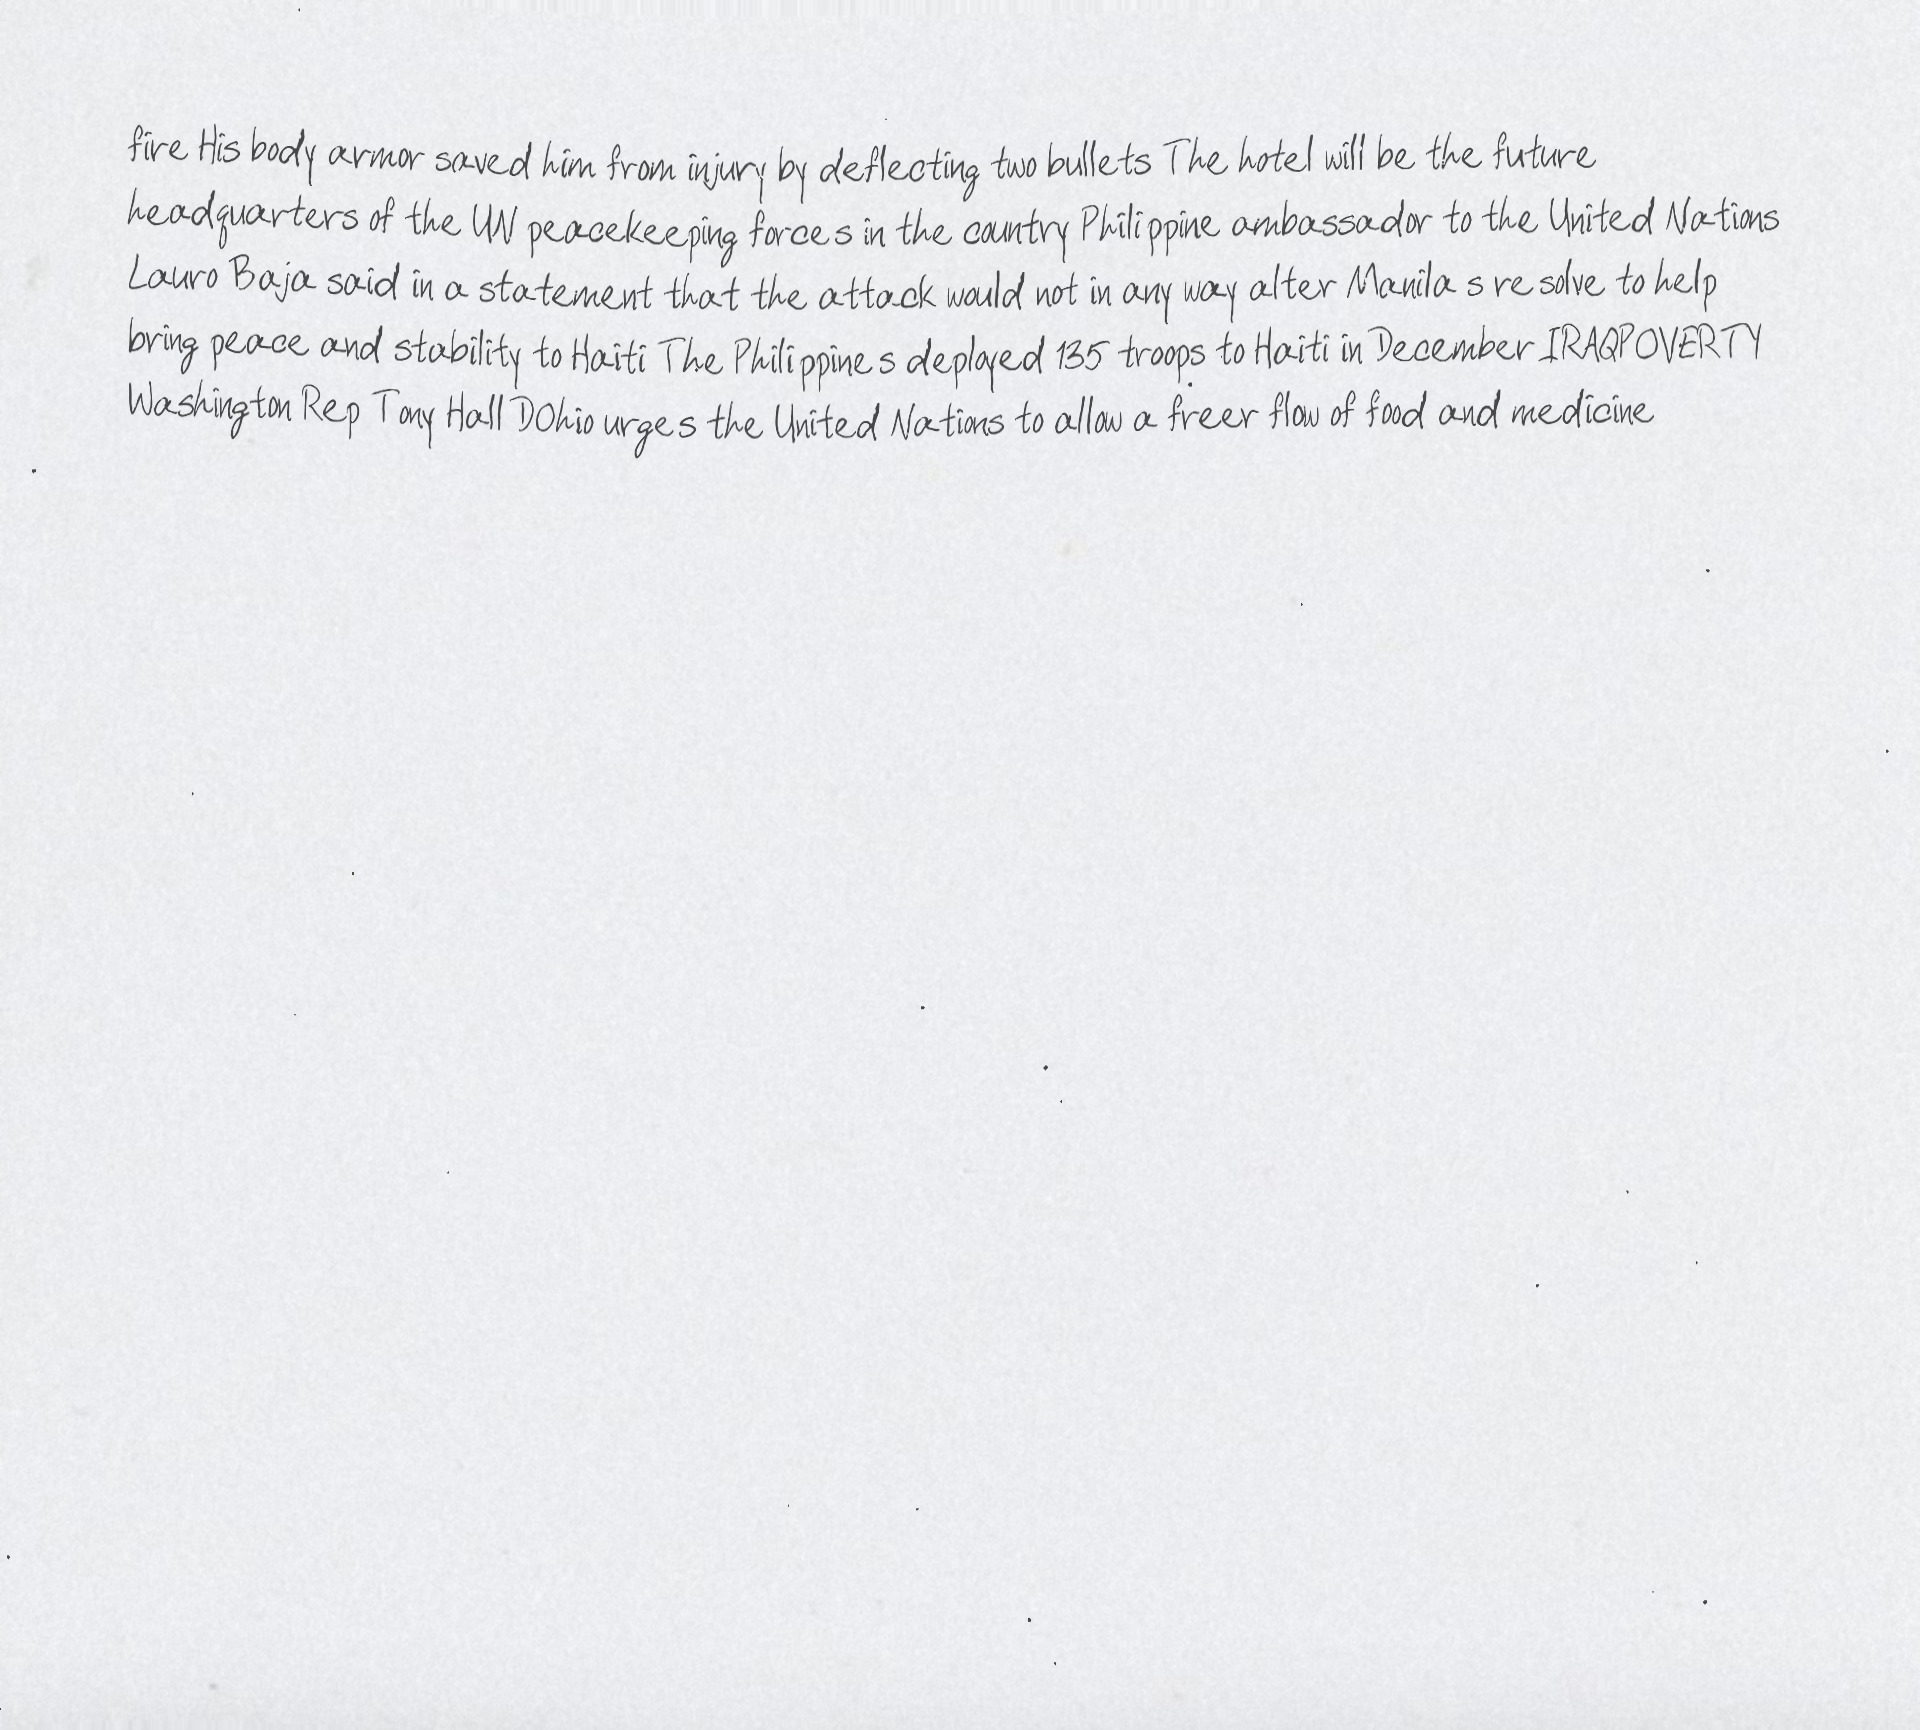 fire His body armor saved him from injury by deflecting two bullets The hotel will be the future
headquarters of the UN peacekeeping forces in the country Philippine ambassador to the United Nations
Lauro Baja said in a statement that the attack would not in any way alter Manila s resolve to help
bring peace and stability to Haiti The Philippines deployed 135 troops to Haiti in December IRAQPOVERTY
Washington Rep Tony Hall DOhio urges the United Nations to allow a freer flow of food and medicine